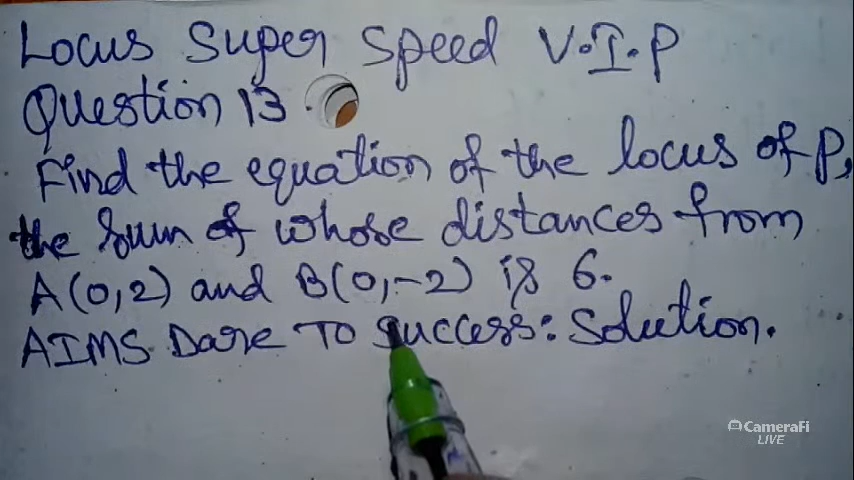 Locus Super Speed V.I.P
Question 13.
Find the equation of the locus of P,
the sum of whose distances from
A(0,2) and B(0,-2) is 6.
AIMS Dare To Success: Solution.
CameraFi
LIVE